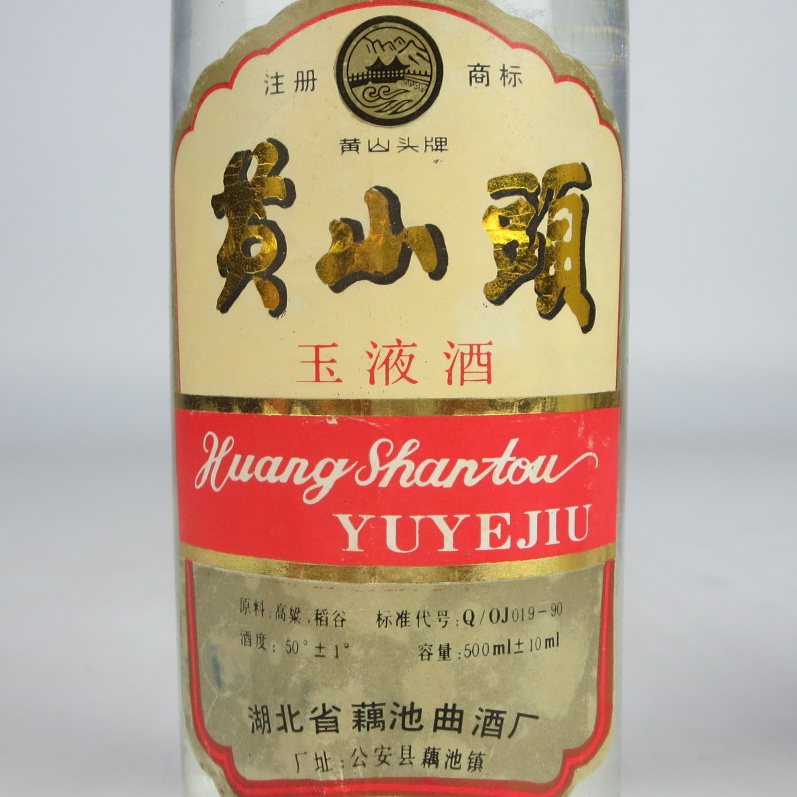 注册 商标
黄山头牌
黄山頭
玉液酒
Huang Shantou
YUYEJIU
原料:高粱、稻谷 标准代号:Q/OJ019-90
酒度: 50°±1° 容量:500ml±10ml
湖北省藕池曲酒厂
厂址:公安县藕池镇